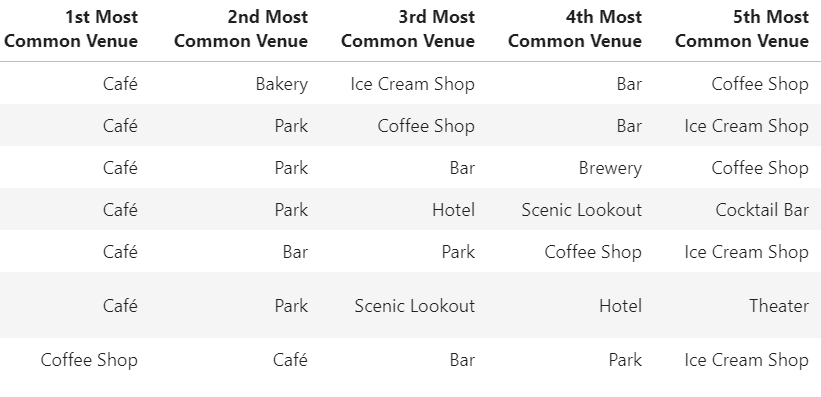 1st Most 2nd Most 3rd Most 4th Most 5th Most
Common Venue Common Venue Common Venue Common Venue Common Venue
Café Bakery Ice Cream Shop Bar Coffee Shop
Café Park Coffee Shop Bar Ice Cream Shop
Café Park Bar Brewery Coffee Shop
Café Park Hotel Scenic Lookout Cocktail Bar
Café Bar Park Coffee Shop Ice Cream Shop
Café Park Scenic Lookout Hotel Theater
Coffee Shop Café Bar Park Ice Cream Shop